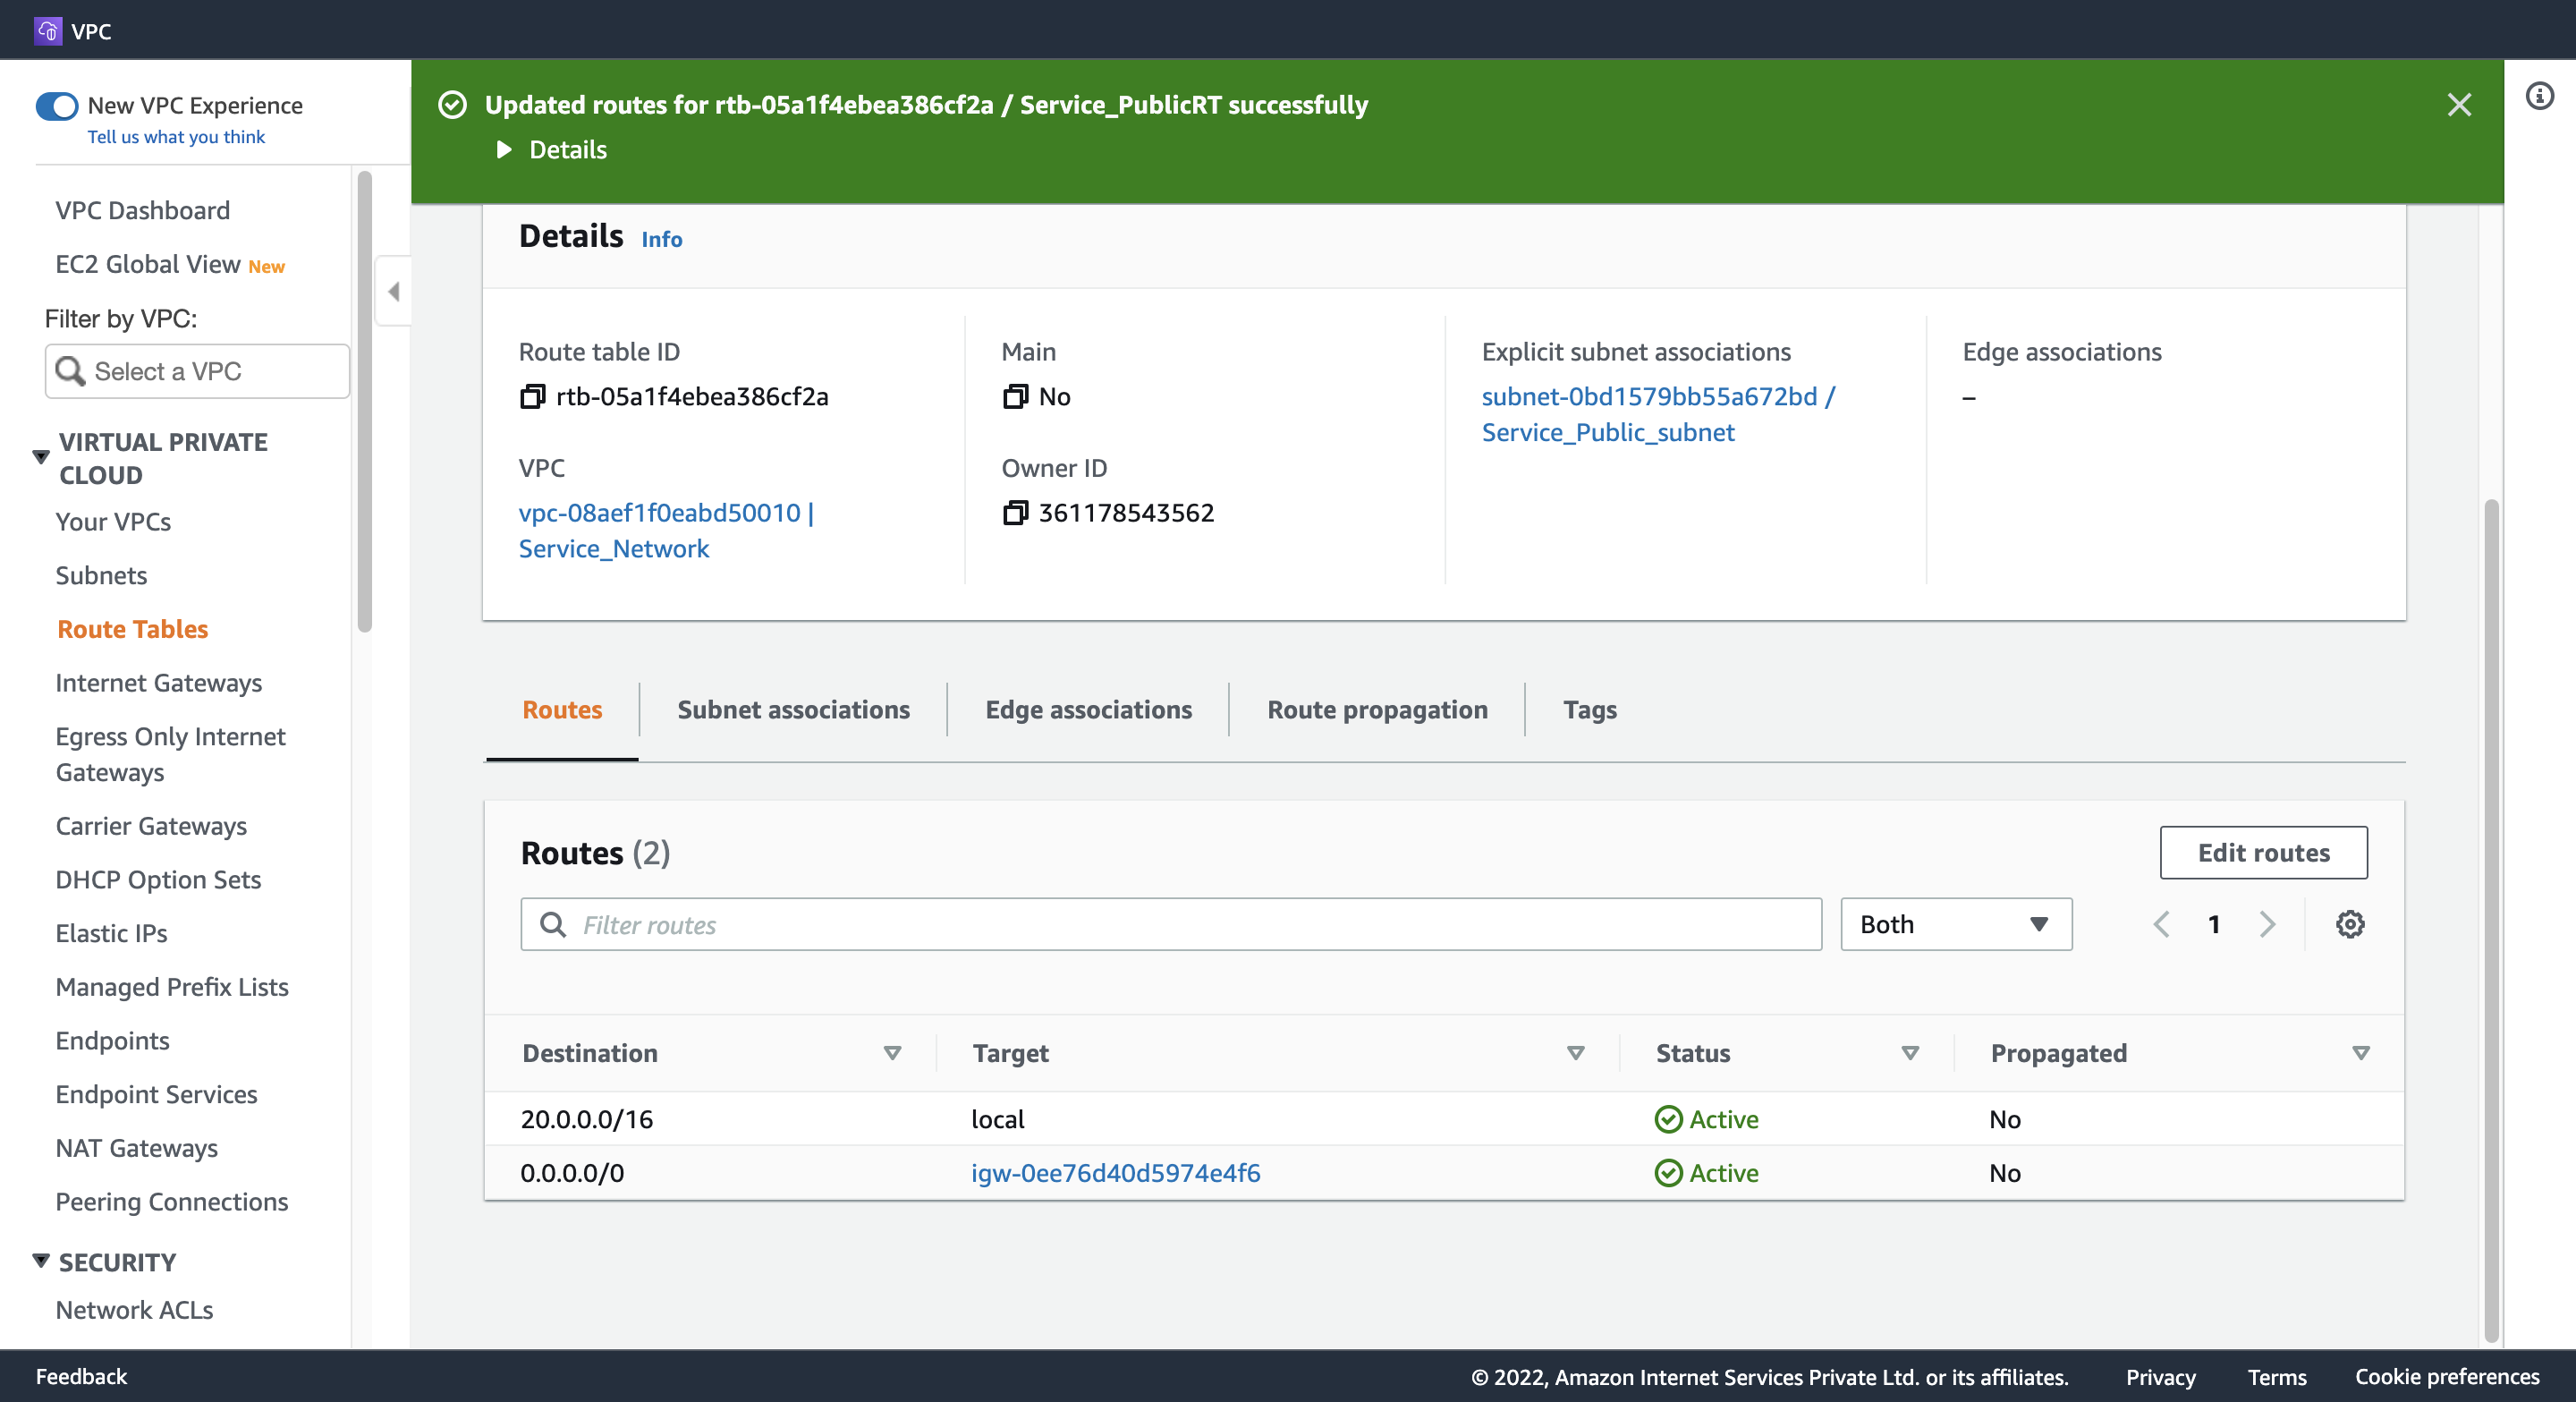 VPC
New VPC Experience
Tell us what you think
VPC Dashboard
EC2 Global View New
Filter by VPC:
Select a VPC
VIRTUAL PRIVATE
CLOUD
Your VPCs
Subnets
Route Tables
Internet Gateways
Egress Only Internet
Gateways
Carrier Gateways
DHCP Option Sets
Elastic IPs
Managed Prefix Lists
Endpoints
Endpoint Services
NAT Gateways
Peering Connections
SECURITY
Network ACLs
Updated routes for rtb-05a1f4ebea386cf2a / Service_PublicRT successfully
Details
Details Info
Route table ID
rtb-05a1f4ebea386cf2a
VPC
vpc-08aef1f0eabd50010 |
Service_Network
Main
No
Owner ID
361178543562
Explicit subnet associations
subnet-0bd1579bb55a672bd /
Service_Public_subnet
Edge associations
–
Routes Subnet associations Edge associations Route propagation Tags
Routes (2)
Edit routes
Filter routes
Both
1
Destination Target Status Propagated
20.0.0.0/16 local Active No
0.0.0.0/0 igw-0ee76d40d5974e4f6 Active No
Feedback
© 2022, Amazon Internet Services Private Ltd. or its affiliates. Privacy Terms Cookie preferences